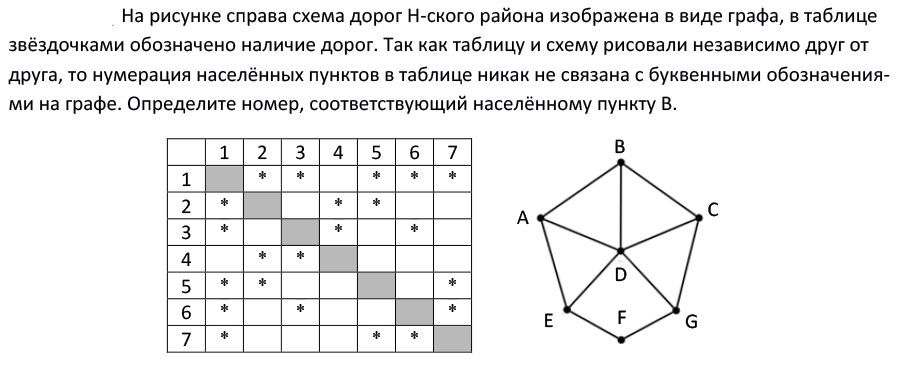 На рисунке справа схема дорог Н-ского района изображена в виде графа, в таблице
звёздочками обозначено наличие дорог. Так как таблицу и схему рисовали независимо друг от
друга, то нумерация населённых пунктов в таблице никак не связана с буквенными обозначения-
ми на графе. Определите номер, соответствующий населённому пункту B.
1 2 3 4 5 6 7
1 * * * * *
2 * * *
3 * * *
4 * *
5 * * *
6 * * *
7 * * *
B
A C
D
E F G